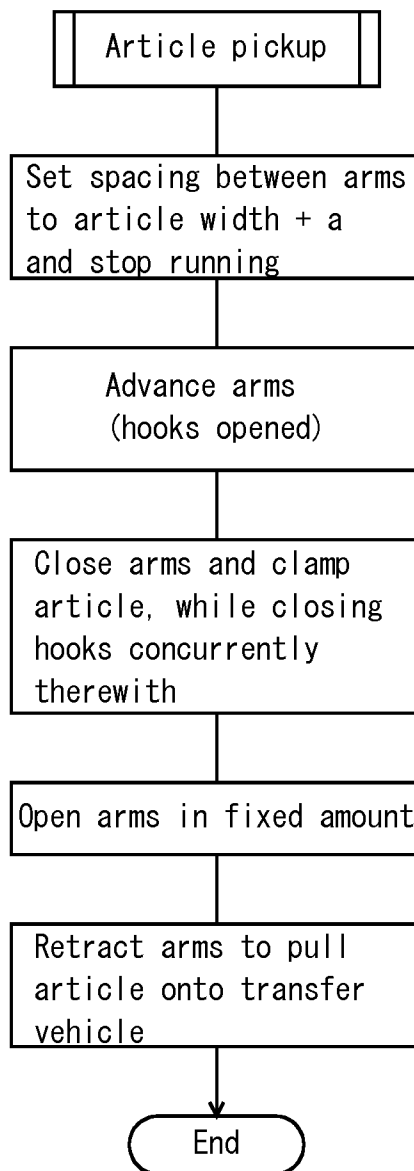 Article pickup
Set spacing between arms
to article width + a
and stop running
Advance arms
(hooks opened)
Close arms and clamp
article, while closing
hooks concurrently
therewith
Open arms in fixed amount
Retract arms to pull
article onto transfer
vehicle
End